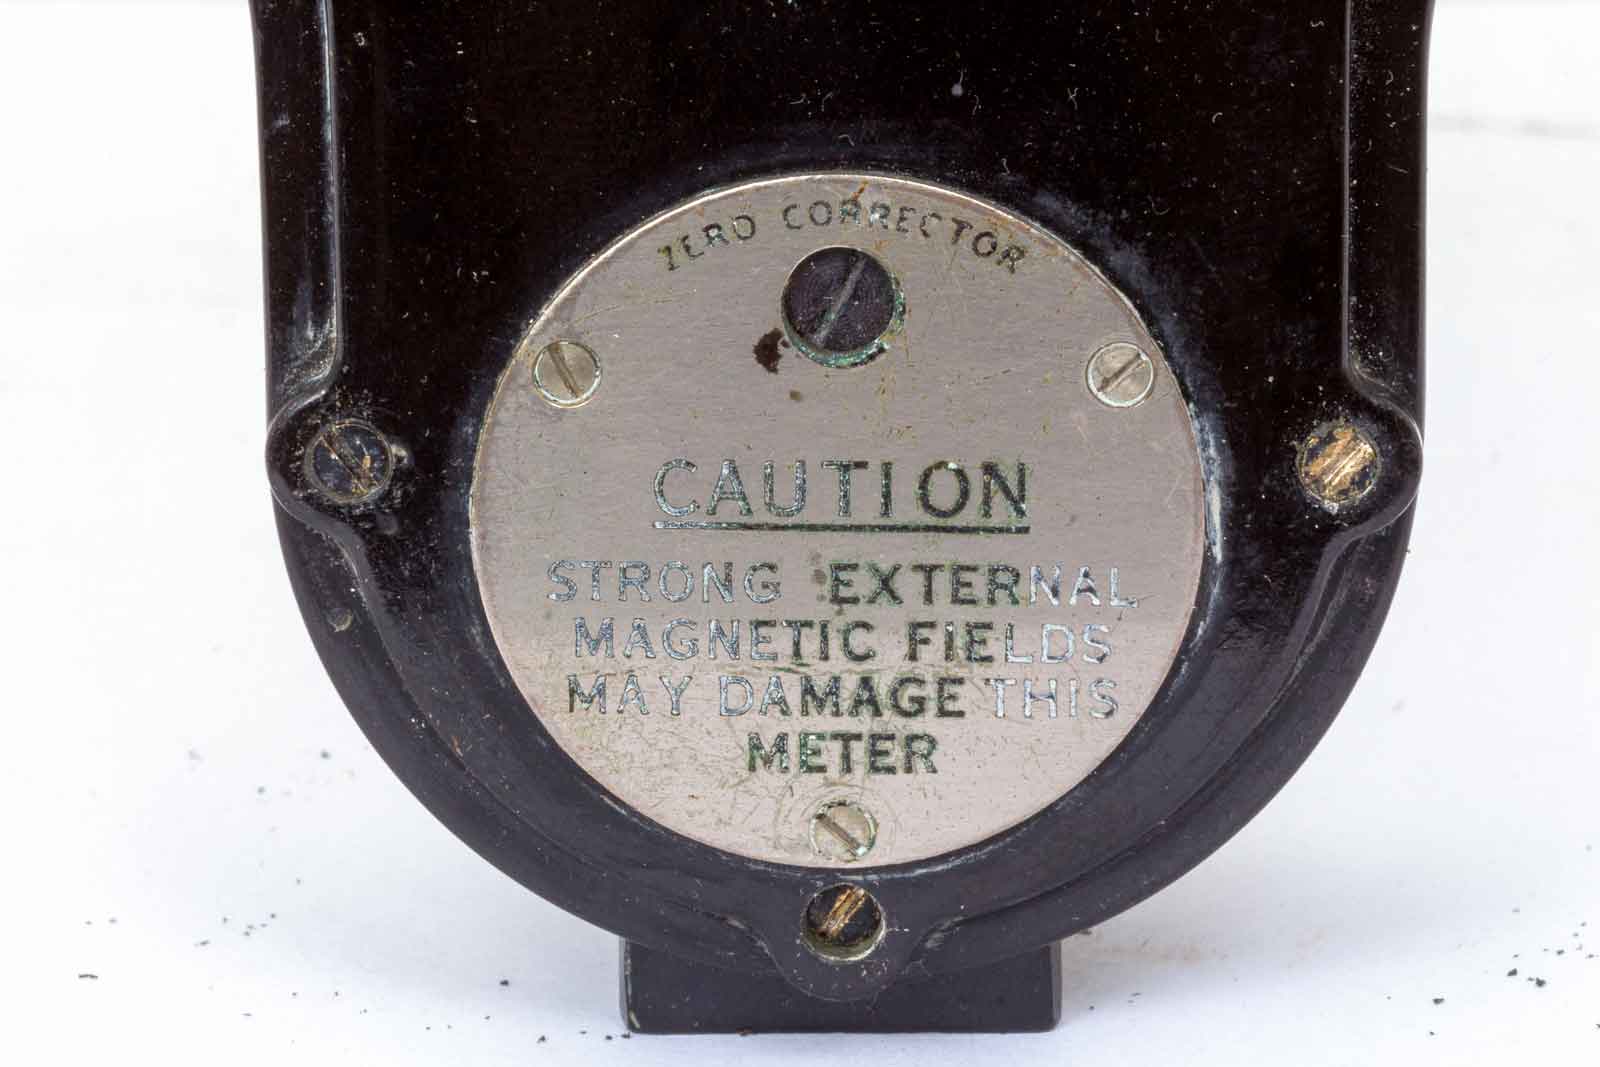 ZERO CORRECTOR
CAUTION
STRONG EXTERNAL
MAGNETIC FIELDS
MAY DAMAGE THIS
METER